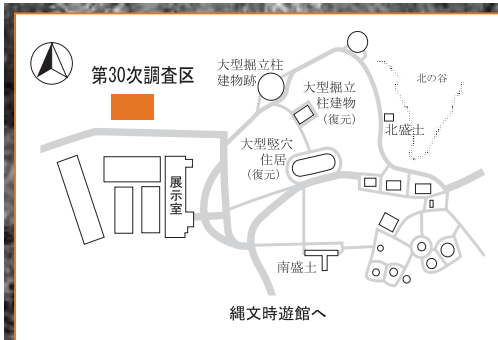 第30次調査区
大型掘立柱
建物跡
大型掘立
柱建物
(復元)
北の谷
北盛土
大型竪穴
住居
(復元)
展示室
南盛土
縄文時遊館へ